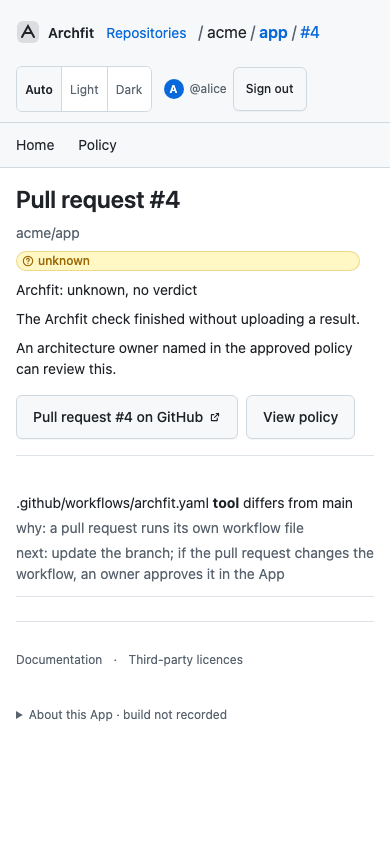 Archfit Repositories / acme / app / #4
Auto Light Dark A @alice Sign out
Home Policy
Pull request #4
acme/app
unknown
Archfit: unknown, no verdict
The Archfit check finished without uploading a result.
An architecture owner named in the approved policy
can review this.
Pull request #4 on GitHub View policy
.github/workflows/archfit.yaml tool differs from main
why: a pull request runs its own workflow file
next: update the branch; if the pull request changes the
workflow, an owner approves it in the App
Documentation · Third-party licences
About this App · build not recorded